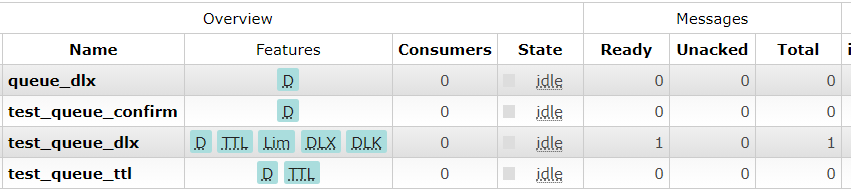 Overview Messages
Name Features Consumers State Ready Unacked Total
queue_dlx D 0 idle 0 0 0
test_queue_confirm D 0 idle 0 0 0
test_queue_dlx D TTL Lim DLX DLK 0 idle 1 0 1
test_queue_ttl D TTL 0 idle 0 0 0